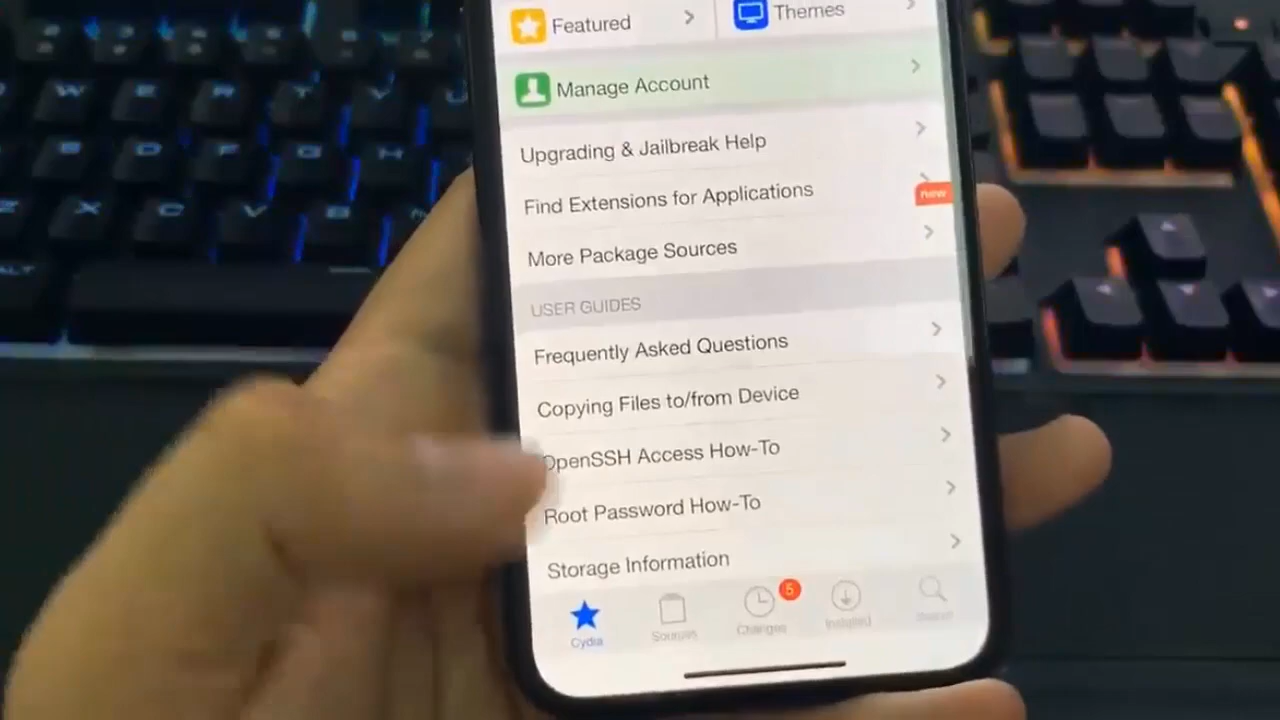 Featured
Themes
Manage Account
Upgrading & Jailbreak Help
Find Extensions for Applications
new
More Package Sources
USER GUIDES
Frequently Asked Questions
Copying Files to/from Device
OpenSSH Access How-To
Root Password How-To
Storage Information
5
Cydia
Sources
Changes
Installed
Search
W
E
R
D
F
G
H
Z
X
C
V
B
ALT